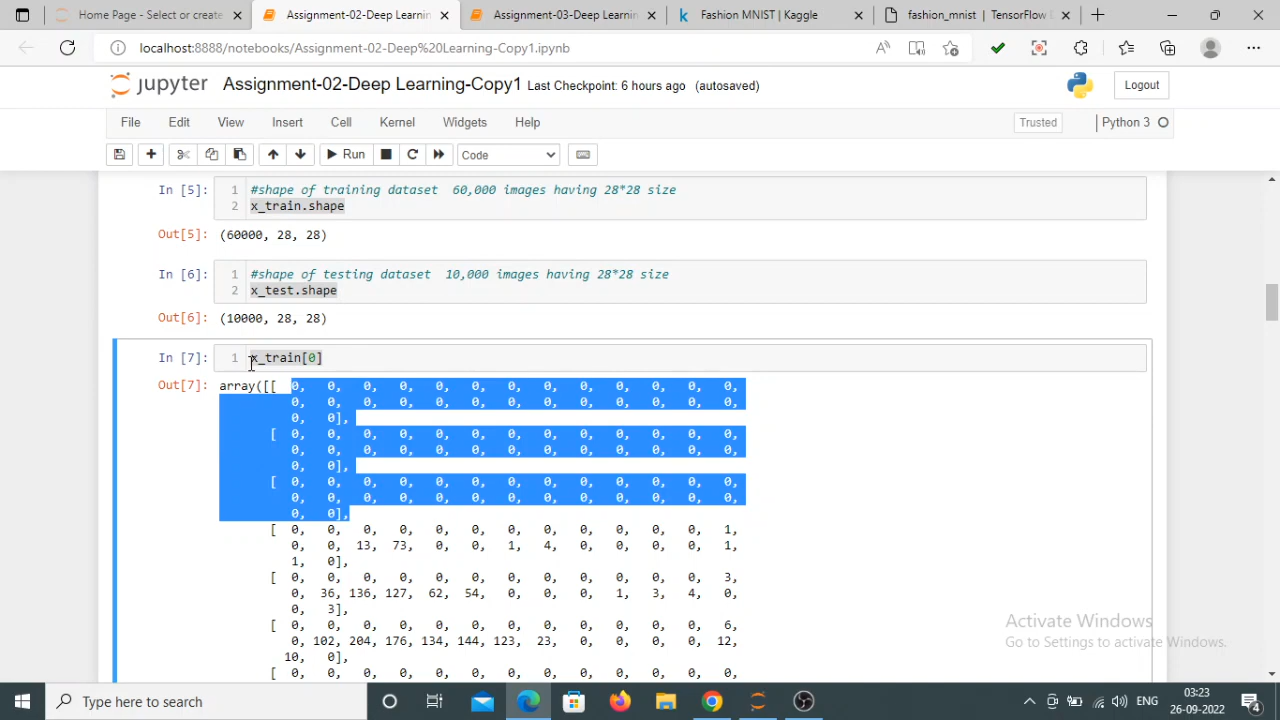 Home Page - Select or create
Assignment-02-Deep Learnin
Assignment-03-Deep Learnin
Fashion MNIST | Kaggle
fashion_mnist | TensorFlow
localhost:8888/notebooks/Assignment-02-Deep%20Learning-Copy1.ipynb
jupyter Assignment-02-Deep Learning-Copy1 Last Checkpoint: 6 hours ago (autosaved) Logout
File Edit View Insert Cell Kernel Widgets Help Trusted Python 3
Run Code
In [5]: 1 #shape of training dataset 60,000 images having 28*28 size
2 x_train.shape
Out[5]: (60000, 28, 28)
In [6]: 1 #shape of testing dataset 10,000 images having 28*28 size
2 x_test.shape
Out[6]: (10000, 28, 28)
In [7]: 1 x_train[0]
Out[7]: array([[ 0, 0, 0, 0, 0, 0, 0, 0, 0, 0, 0, 0, 0,
0, 0, 0, 0, 0, 0, 0, 0, 0, 0, 0, 0, 0,
0, 0],
[ 0, 0, 0, 0, 0, 0, 0, 0, 0, 0, 0, 0, 0,
0, 0, 0, 0, 0, 0, 0, 0, 0, 0, 0, 0, 0,
0, 0],
[ 0, 0, 0, 0, 0, 0, 0, 0, 0, 0, 0, 0, 0,
0, 0, 0, 0, 0, 0, 0, 0, 0, 0, 0, 0, 0,
0, 0],
[ 0, 0, 0, 0, 0, 0, 0, 0, 0, 0, 0, 0, 1,
0, 0, 13, 73, 0, 0, 1, 4, 0, 0, 0, 0, 1,
1, 0],
[ 0, 0, 0, 0, 0, 0, 0, 0, 0, 0, 0, 0, 3,
0, 36, 136, 127, 62, 54, 0, 0, 0, 1, 3, 4, 0,
0, 3],
[ 0, 0, 0, 0, 0, 0, 0, 0, 0, 0, 0, 0, 6,
0, 102, 204, 176, 134, 144, 123, 23, 0, 0, 0, 0, 12,
10, 0],
[ 0, 0, 0, 0, 0, 0, 0, 0, 0, 0, 0, 0, 0,
Activate Windows
Go to Settings to activate Windows.
Type here to search
ENG
03:23
26-09-2022
4